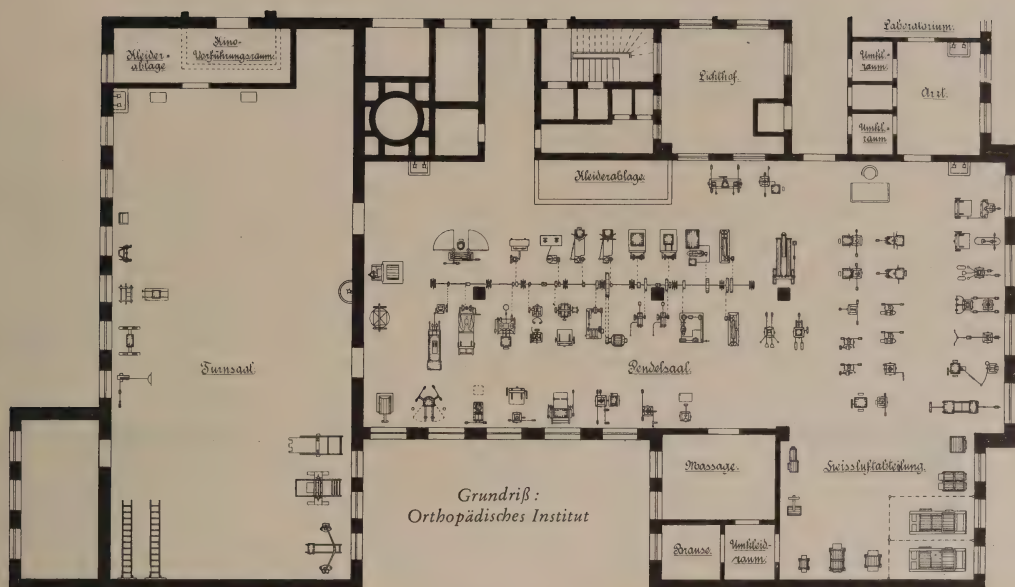 Kleider-
ablage
Kino-
Vorführungsraum.
Lichthof.
Laboratorium.
Umkl.-
raum.
Arzt.
Umkl.-
raum
Kleiderablage.
Turnsaal.
Pendelsaal.
Massage.
Heissluftabteilung.
Brause.
Umkleid-
raum.
Grundriß:
Orthopädisches Institut